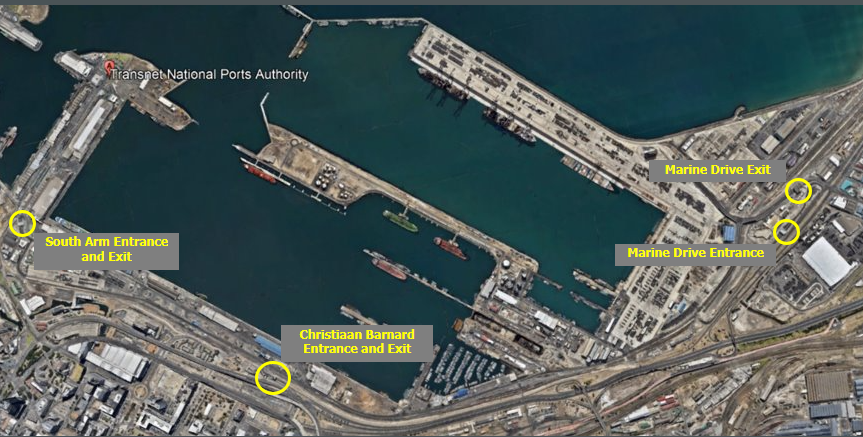 Transnet National Ports Authority
Marine Drive Exit
South Arm Entrance
and Exit
Marine Drive Entrance
Christiaan Barnard
Entrance and Exit